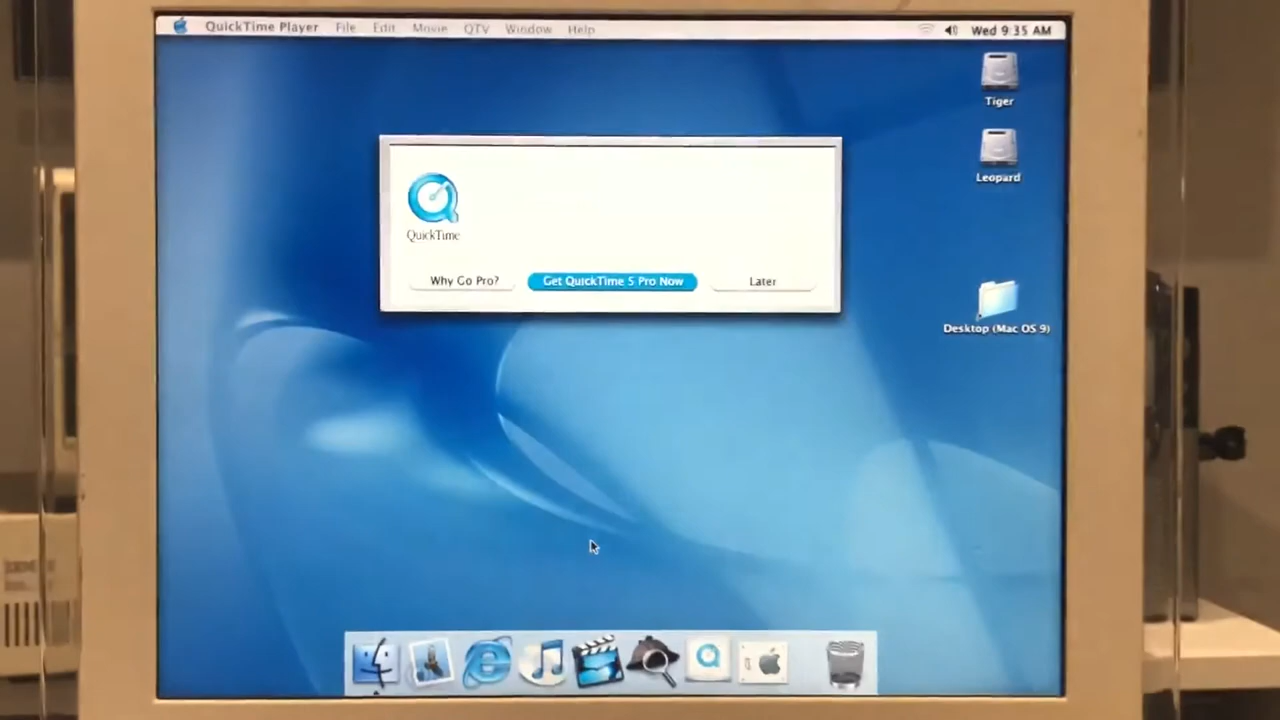 QuickTime Player File Edit Movie QTV Window Help Wed 9:35 AM
Tiger
Leopard
QuickTime
Why Go Pro? Get QuickTime 5 Pro Now Later
Desktop (Mac OS 9)